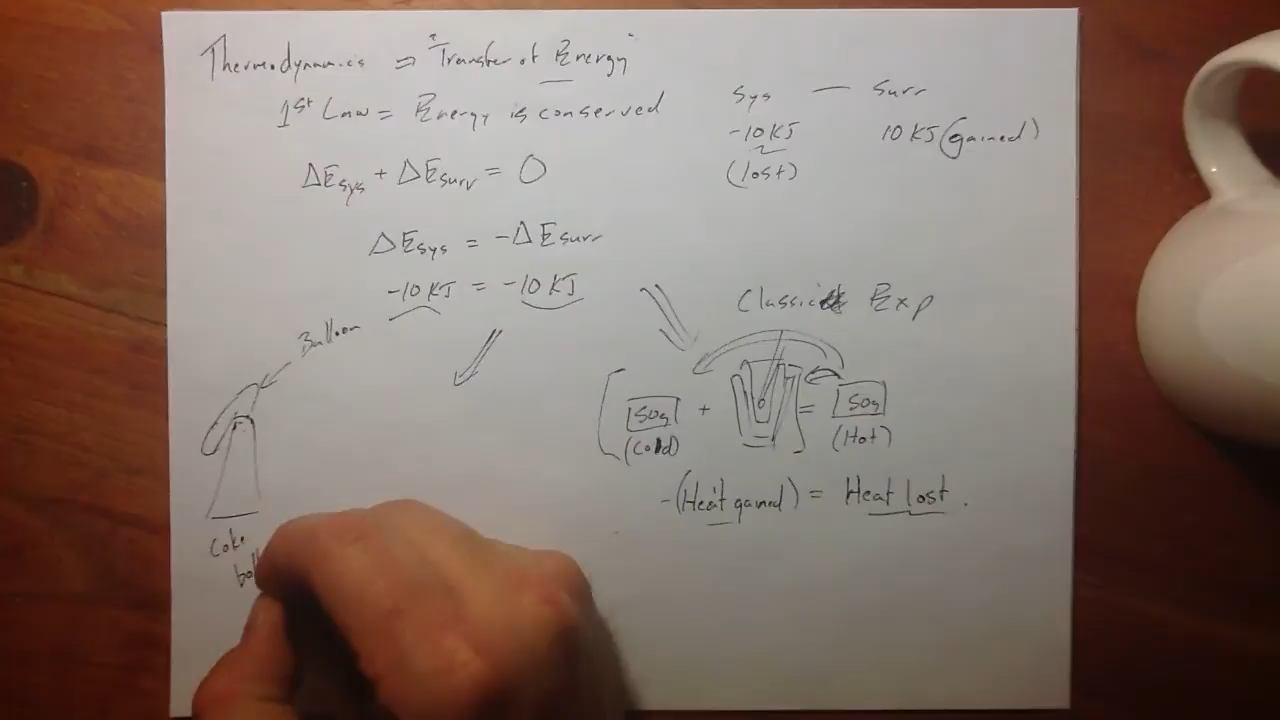 Thermodynamics ⇒ "Transfer of Energy"
1st Law = Energy is conserved
ΔEsys + ΔEsurr = 0
ΔEsys = -ΔEsurr
-10 KJ = -10 KJ
Sys — Surr
-10 KJ 10 KJ (gained)
(lost)
Balloon
Coke
Classic Exp
50g + = 50g
(Cold) (Hot)
-(Heat gained) = Heat lost.